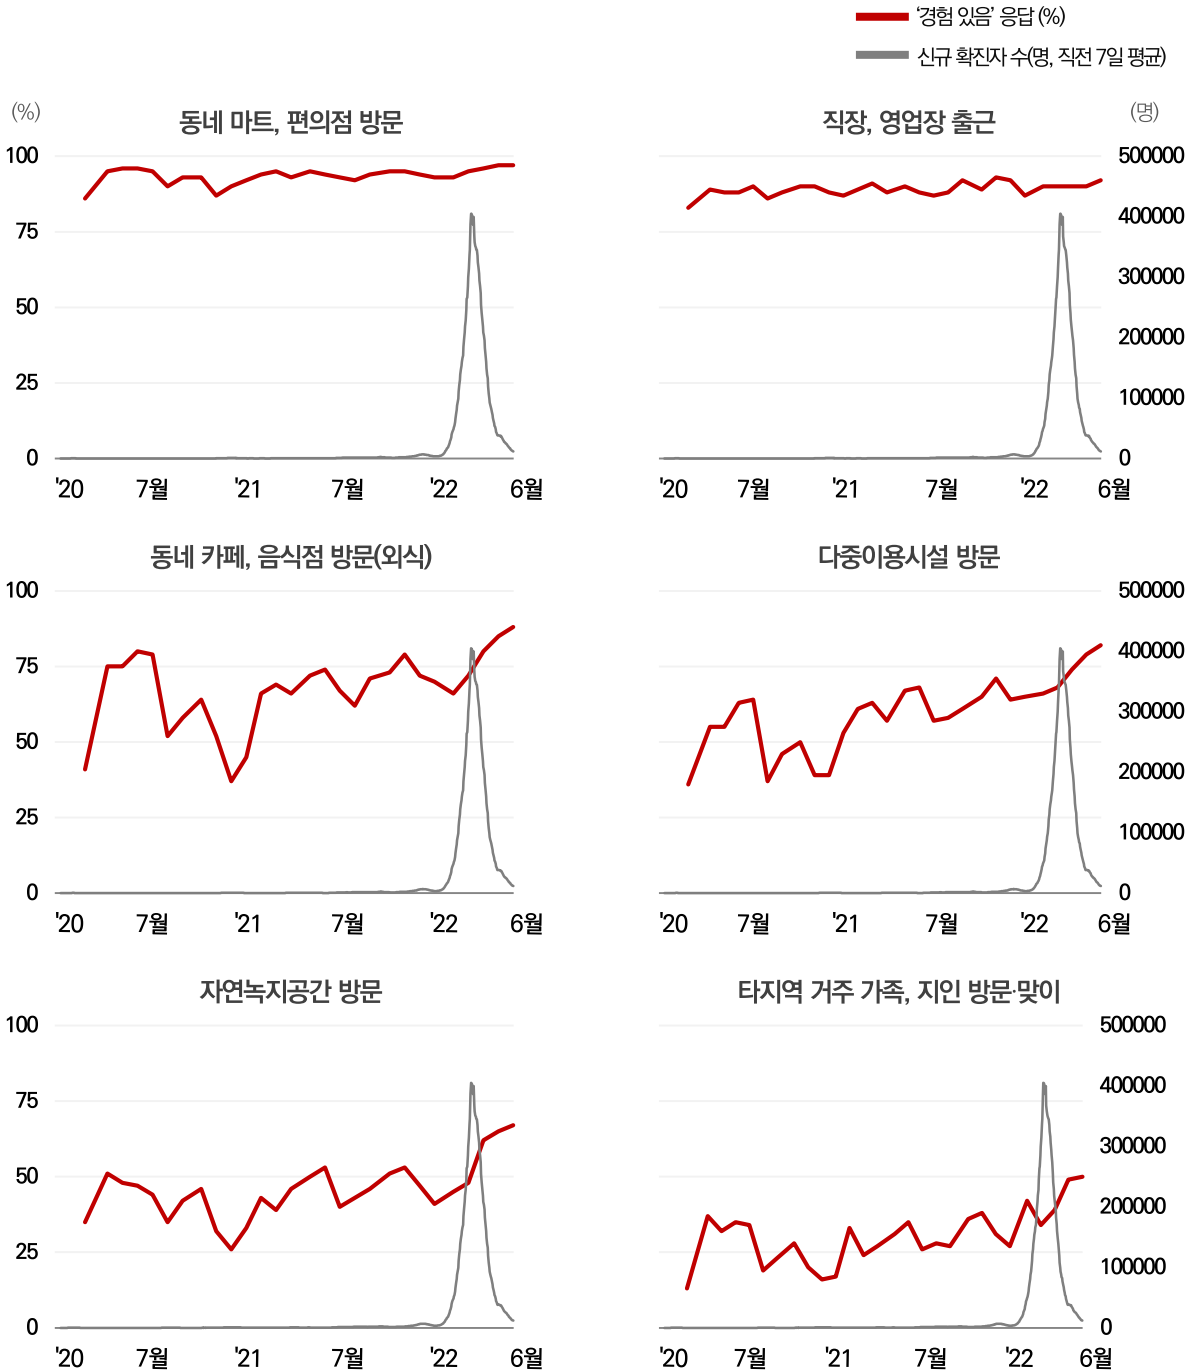 ‘경험 있음’ 응답 (%)
신규 확진자 수(명, 직전 7일 평균)
(%)
동네 마트, 편의점 방문
직장, 영업장 출근
(명)
100
75
50
25
0
500000
400000
300000
200000
100000
0
'20 7월 '21 7월 '22 6월
'20 7월 '21 7월 '22 6월
동네 카페, 음식점 방문(외식)
다중이용시설 방문
100
75
50
25
0
500000
400000
300000
200000
100000
0
'20 7월 '21 7월 '22 6월
'20 7월 '21 7월 '22 6월
자연녹지공간 방문
타지역 거주 가족, 지인 방문·맞이
100
75
50
25
0
500000
400000
300000
200000
100000
0
'20 7월 '21 7월 '22 6월
'20 7월 '21 7월 '22 6월